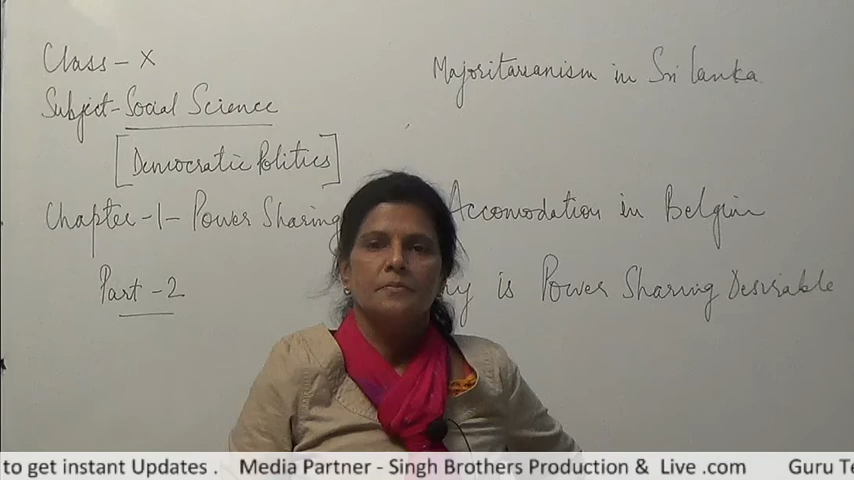 Class - X
Subject - Social Science
[Democratic Politics]
Chapter - 1 - Power Sharing
Part - 2
Majoritarianism in Sri lanka
Accomodation in Belgium
is Power Sharing Desirable
to get instant Updates . Media Partner - Singh Brothers Production & Live .com Guru Te